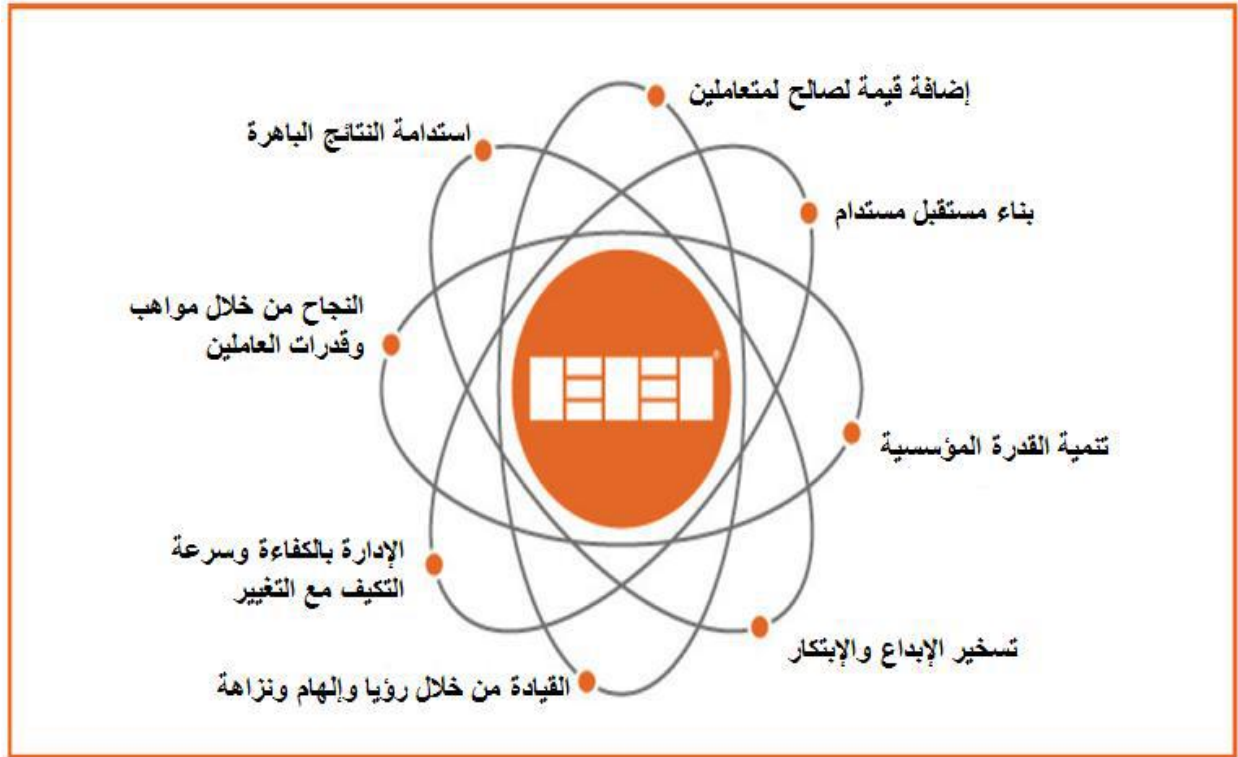 إضافة قيمة لصالح لمتعاملين
استدامة النتائج الباهرة
بناء مستقبل مستدام
النجاح من خلال مواهب
وقدرات العاملين
تنمية القدرة المؤسسية
الإدارة بالكفاءة وسرعة
التكيف مع التغيير
تسخير الإبداع والإبتكار
القيادة من خلال رؤيا وإلهام ونزاهة